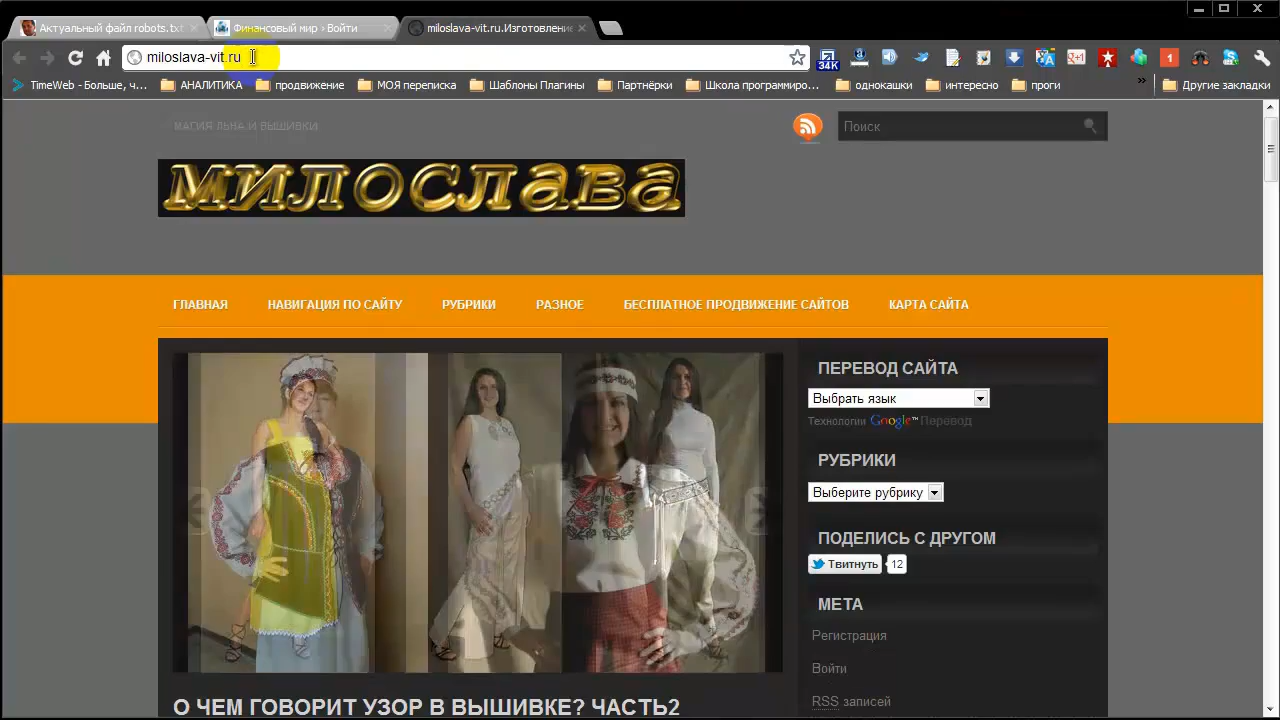 Актуальный файл robots.txt
Финансовый мир › Войти
miloslava-vit.ru.Изготовление
miloslava-vit.ru
34K
1
TimeWeb - Больше, ч...
АНАЛИТИКА
продвижение
МОЯ переписка
Шаблоны Плагины
Партнёрки
Школа программиро...
однокашки
интересно
проги
»
Другие закладки
МАГИЯ ЛЬНА И ВЫШИВКИ
Поиск
МИЛОСЛАВА
ГЛАВНАЯ
НАВИГАЦИЯ ПО САЙТУ
РУБРИКИ
РАЗНОЕ
БЕСПЛАТНОЕ ПРОДВИЖЕНИЕ САЙТОВ
КАРТА САЙТА
ПЕРЕВОД САЙТА
Выбрать язык
Технологии Google™ Перевод
РУБРИКИ
Выберите рубрику
ПОДЕЛИСЬ С ДРУГОМ
Твитнуть 12
МЕТА
Регистрация
Войти
RSS записей
О ЧЕМ ГОВОРИТ УЗОР В ВЫШИВКЕ? ЧАСТЬ2